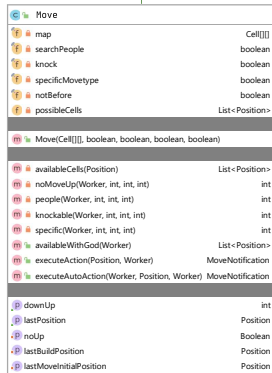 Move
map Cell[][]
searchPeople boolean
knock boolean
specificMovetype boolean
notBefore boolean
possibleCells List<Position>
Move(Cell[][], boolean, boolean, boolean, boolean)
availableCells(Position) List<Position>
noMoveUp(Worker, int, int, int) int
people(Worker, int, int, int) int
knockable(Worker, int, int, int) int
specific(Worker, int, int, int) int
availableWithGod(Worker) List<Position>
executeAction(Position, Worker) MoveNotification
executeAutoAction(Worker, Position, Worker) MoveNotification
downUp int
lastPosition Position
noUp Boolean
lastBuildPosition Position
lastMoveInitialPosition Position